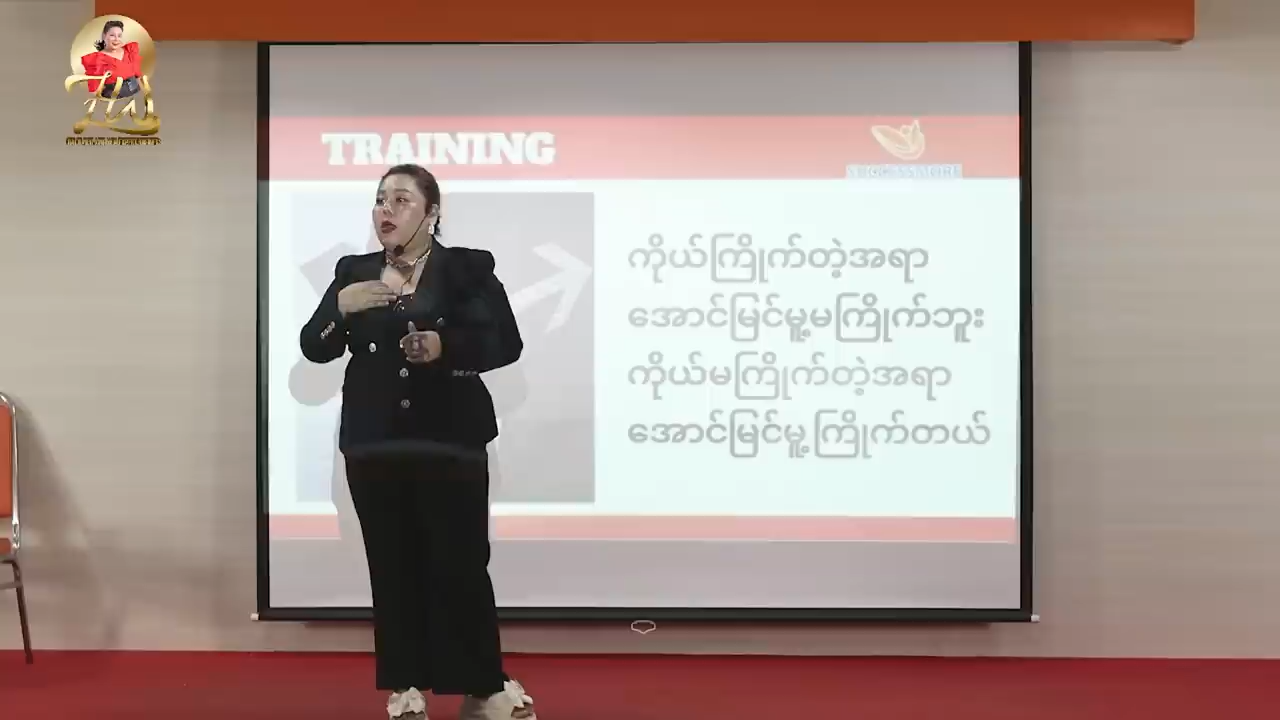 TRAINING
SUCCESSMORE
ကိုယ်ကြိုက်တဲ့အရာ
အောင်မြင်မှု့မကြိုက်ဘူး
ကိုယ်မကြိုက်တဲ့အရာ
အောင်မြင်မှု့ကြိုက်တယ်